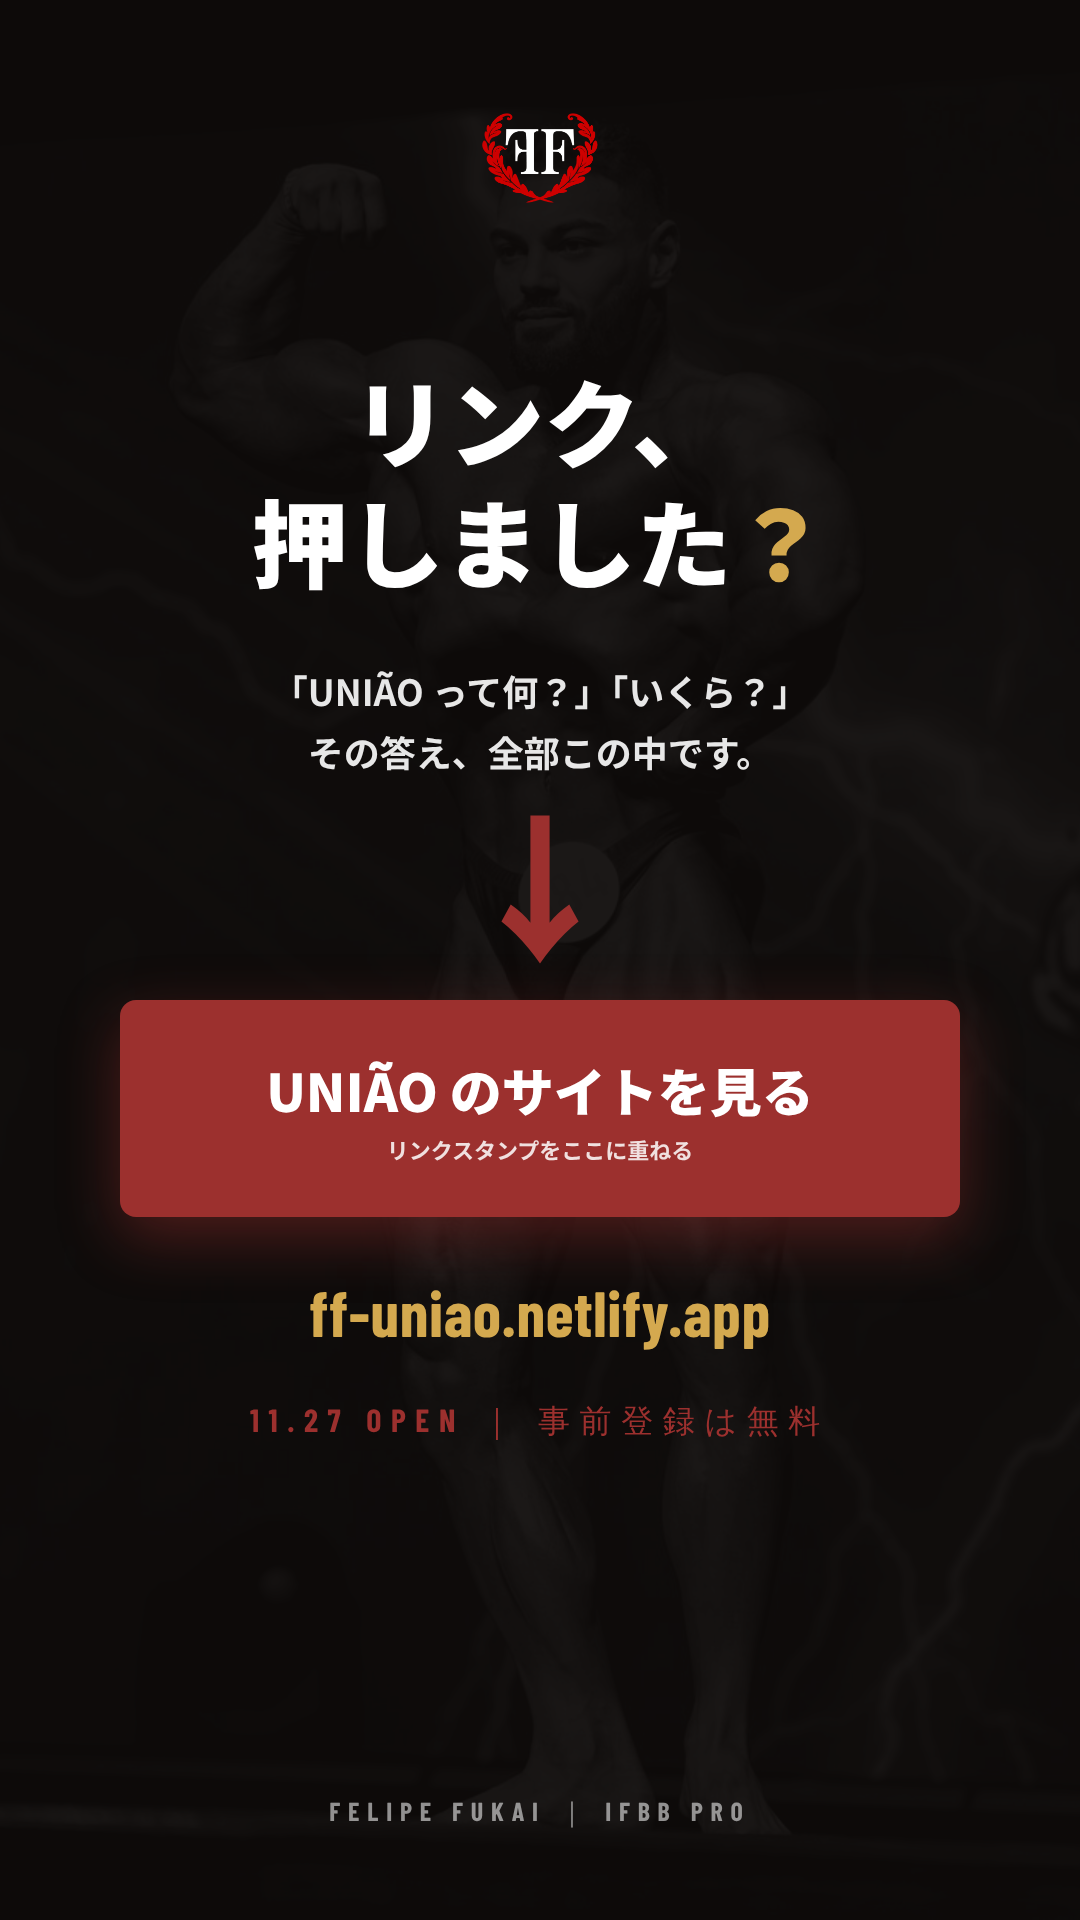 FF
リンク、
押しました？
「UNIÃO って何？」「いくら？」
その答え、全部この中です。
↓
UNIÃO のサイトを見る
リンクスタンプをここに重ねる
ff-uniao.netlify.app
11.27 OPEN ｜ 事前登録は無料
FELIPE FUKAI ｜ IFBB PRO